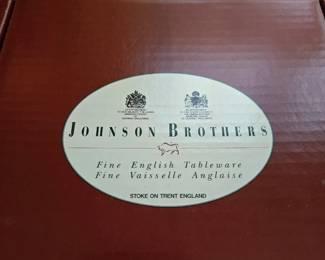 JOHNSON BROTHERS
Fine English Tableware
Fine Vaisselle Anglaise
STOKE ON TRENT ENGLAND